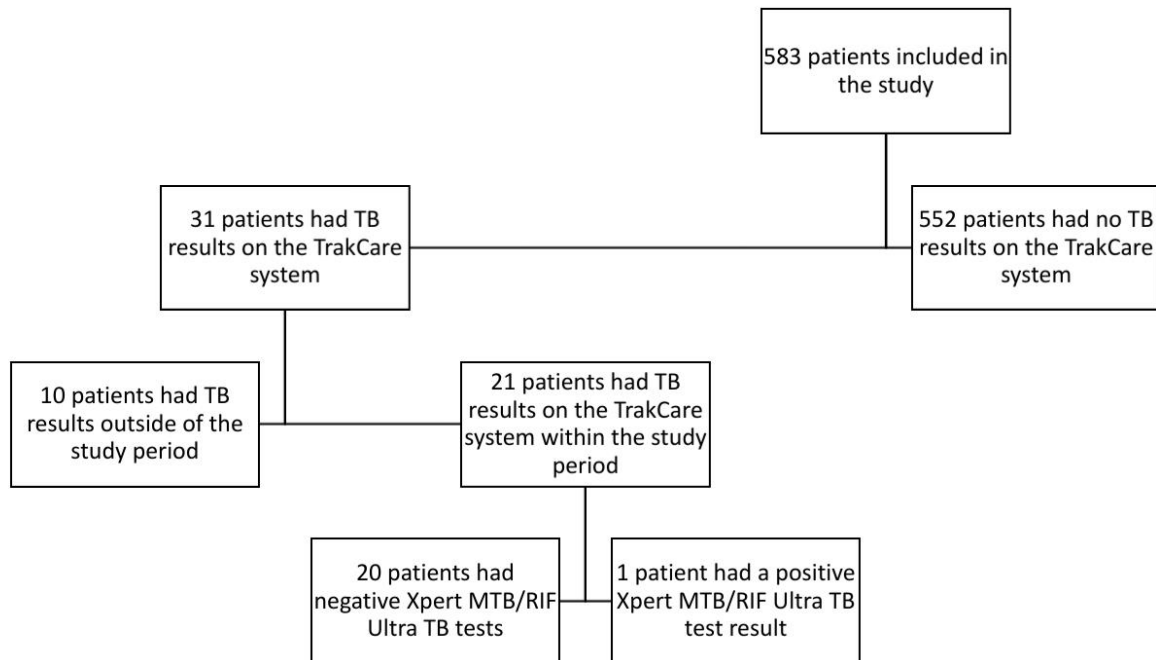 583 patients included in
the study
31 patients had TB
results on the TrakCare
system
552 patients had no TB
results on the TrakCare
system
10 patients had TB
results outside of the
study period
21 patients had TB
results on the TrakCare
system within the study
period
20 patients had
negative Xpert MTB/RIF
Ultra TB tests
1 patient had a positive
Xpert MTB/RIF Ultra TB
test result